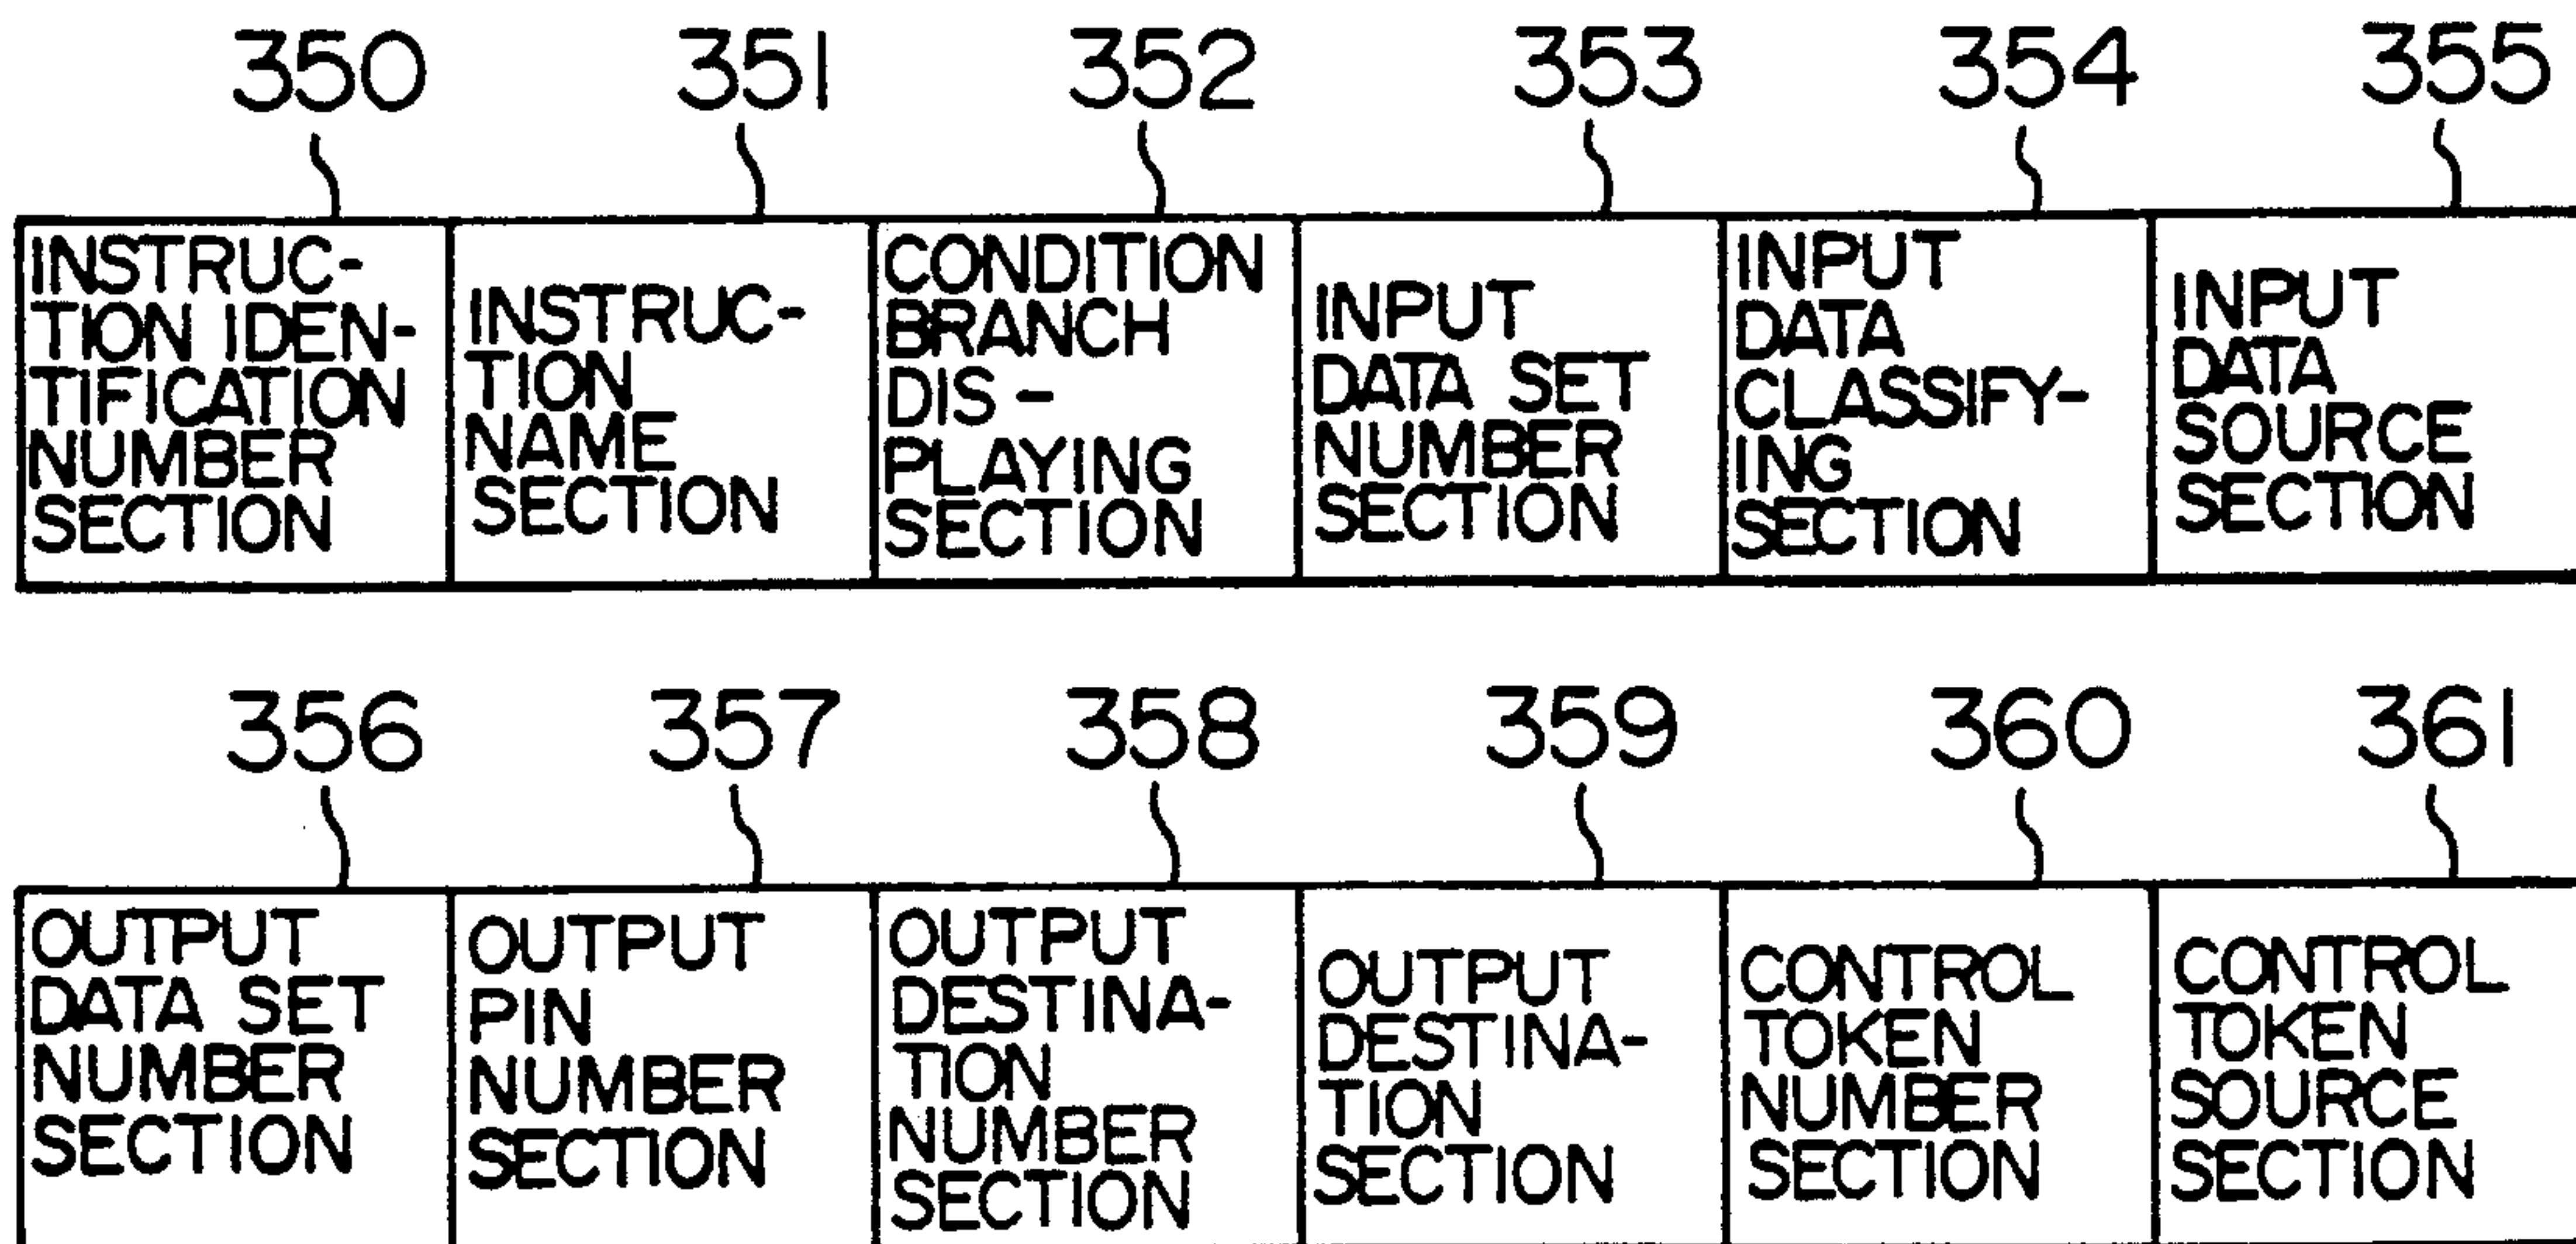 350 351 352 353 354 355
INSTRUC-
TION IDEN-
TIFICATION
NUMBER
SECTION
INSTRUC-
TION
NAME
SECTION
CONDITION
BRANCH
DIS-
PLAYING
SECTION
INPUT
DATA SET
NUMBER
SECTION
INPUT
DATA
CLASSIFY-
ING
SECTION
INPUT
DATA
SOURCE
SECTION
356 357 358 359 360 361
OUTPUT
DATA SET
NUMBER
SECTION
OUTPUT
PIN
NUMBER
SECTION
OUTPUT
DESTINA-
TION
NUMBER
SECTION
OUTPUT
DESTINA-
TION
SECTION
CONTROL
TOKEN
NUMBER
SECTION
CONTROL
TOKEN
SOURCE
SECTION